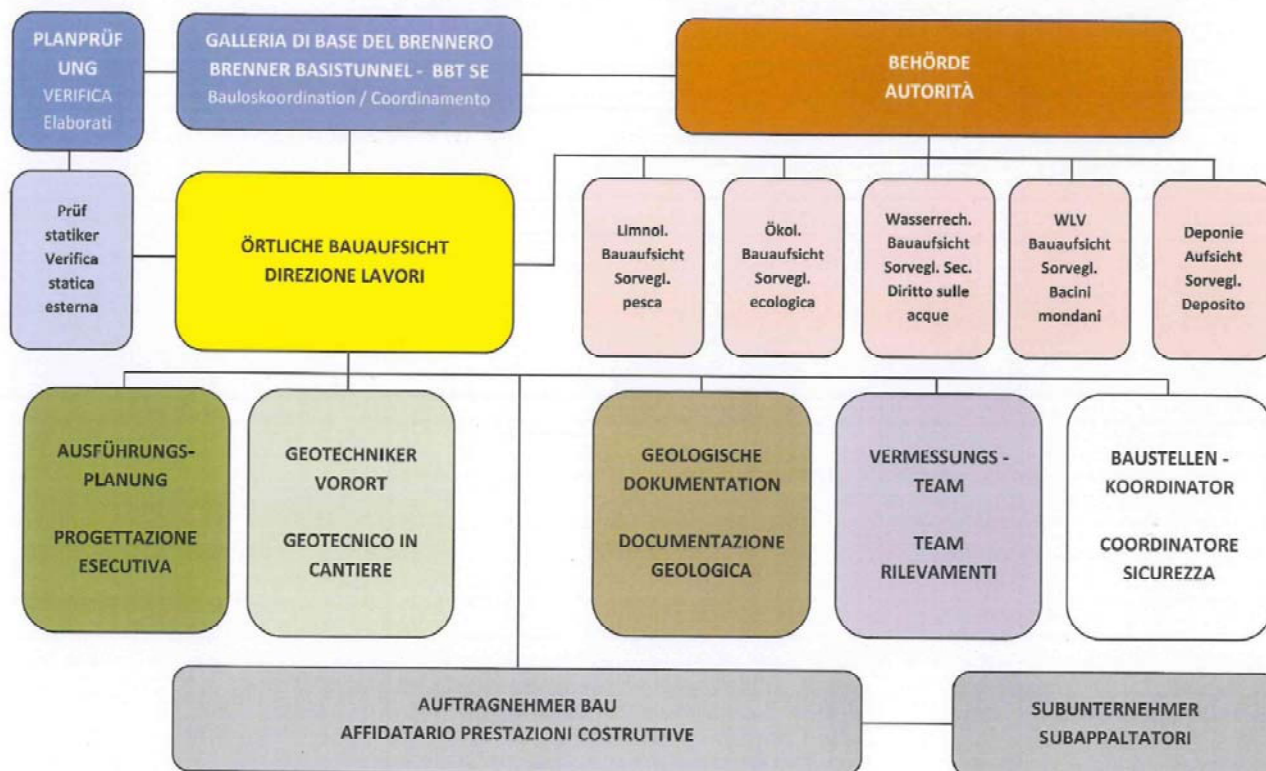 PLANPRÜF
UNG
VERIFICA
Elaborati
GALLERIA DI BASE DEL BRENNERO
BRENNER BASISTUNNEL - BBT SE
Bauloskoordination / Coordinamento
BEHÖRDE
AUTORITÀ
Prüf
statiker
Verifica
statica
esterna
ÖRTLICHE BAUAUFSICHT
DIREZIONE LAVORI
Limnol.
Bauaufsicht
Sorvegl.
pesca
Ökol.
Bauaufsicht
Sorvegl.
ecologica
Wasserrech.
Bauaufsicht
Sorvegl. Sec.
Diritto sulle
acque
WLV
Bauaufsicht
Sorvegl.
Bacini
mondani
Deponie
Aufsicht
Sorvegl.
Deposito
AUSFÜHRUNGS-
PLANUNG
PROGETTAZIONE
ESECUTIVA
GEOTECHNIKER
VORORT
GEOTECNICO IN
CANTIERE
GEOLOGISCHE
DOKUMENTATION
DOCUMENTAZIONE
GEOLOGICA
VERMESSUNGS -
TEAM
TEAM
RILEVAMENTI
BAUSTELLEN -
KOORDINATOR
COORDINATORE
SICUREZZA
AUFTRAGNEHMER BAU
AFFIDATARIO PRESTAZIONI COSTRUTTIVE
SUBUNTERNEHMER
SUBAPPALTATORI